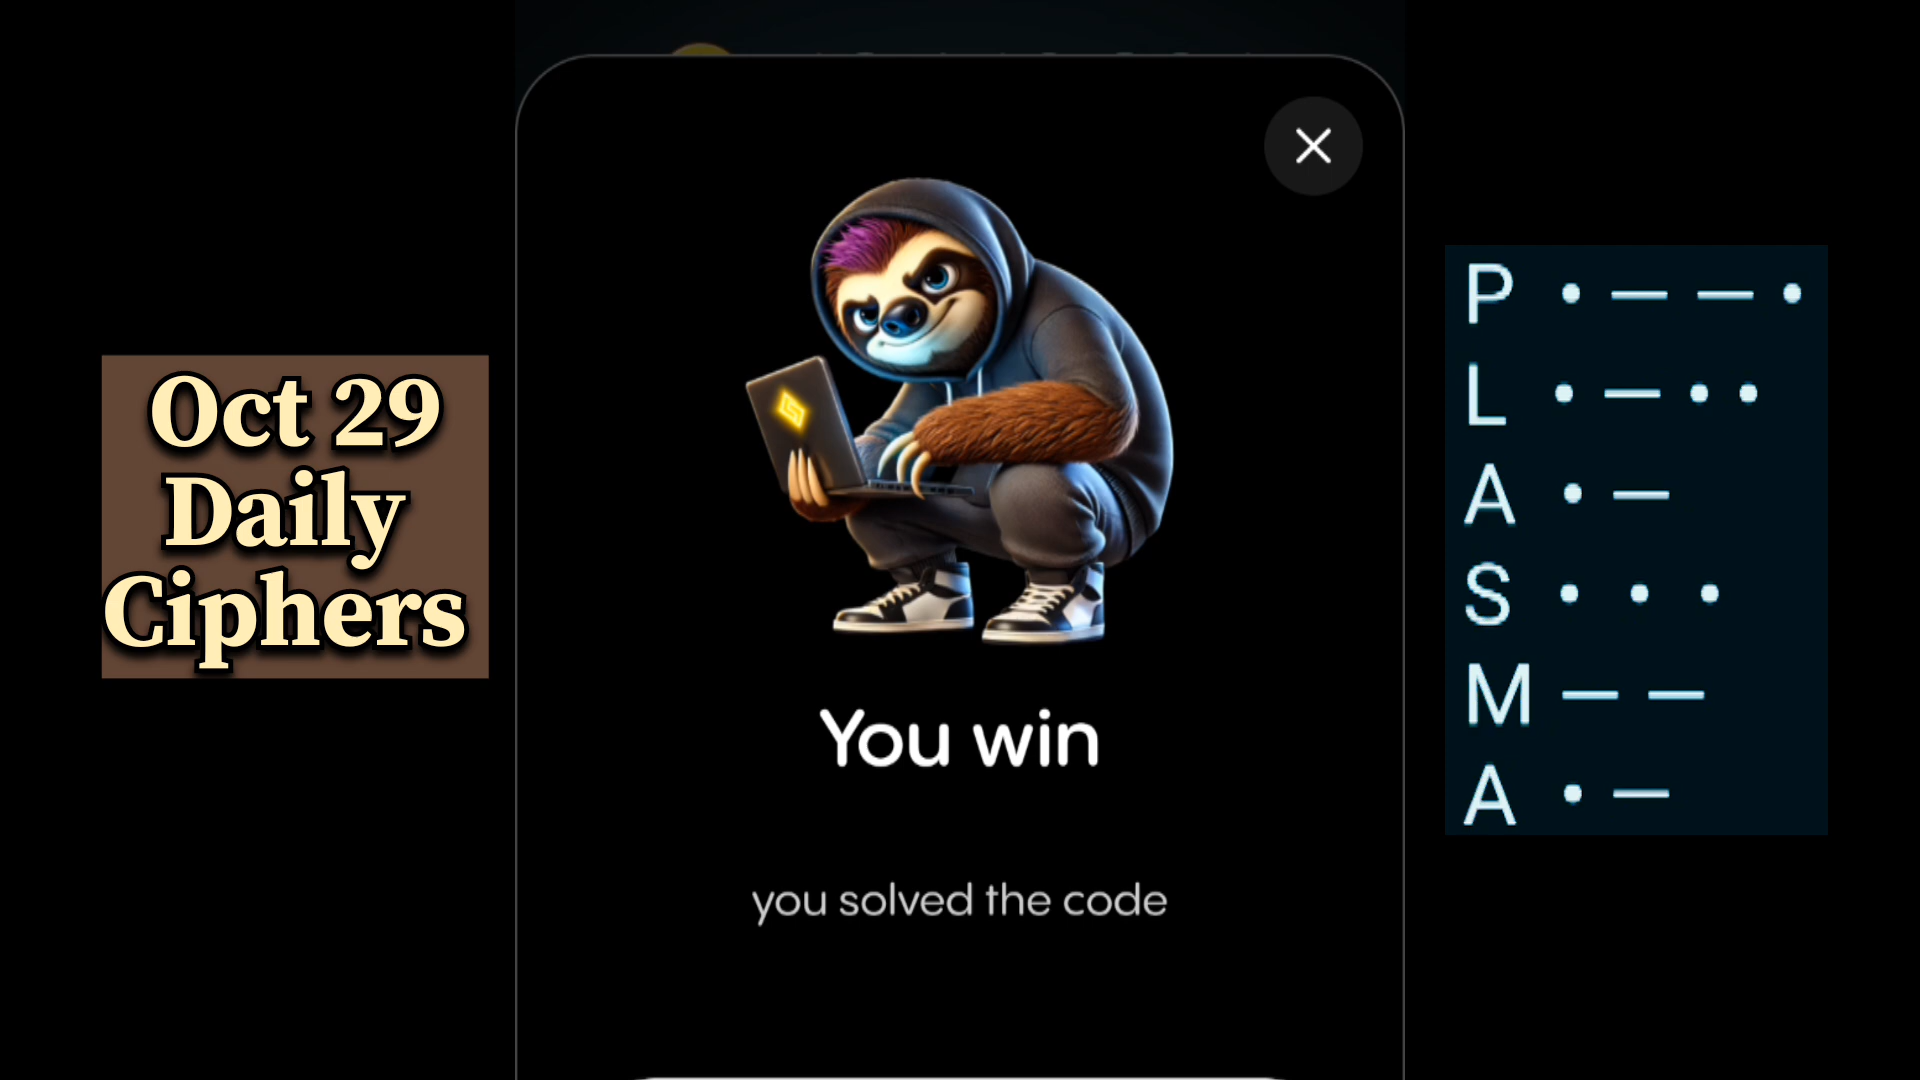 Oct 29
Daily
Ciphers
You win
you solved the code
P • — — •
L • — • •
A • —
S • • •
M — —
A • —